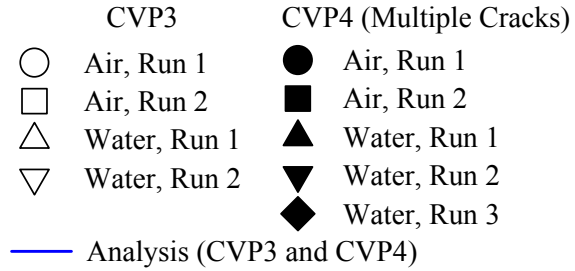 CVP3 CVP4 (Multiple Cracks)
Air, Run 1 Air, Run 1
Air, Run 2 Air, Run 2
Water, Run 1 Water, Run 1
Water, Run 2 Water, Run 2
Water, Run 3
Analysis (CVP3 and CVP4)